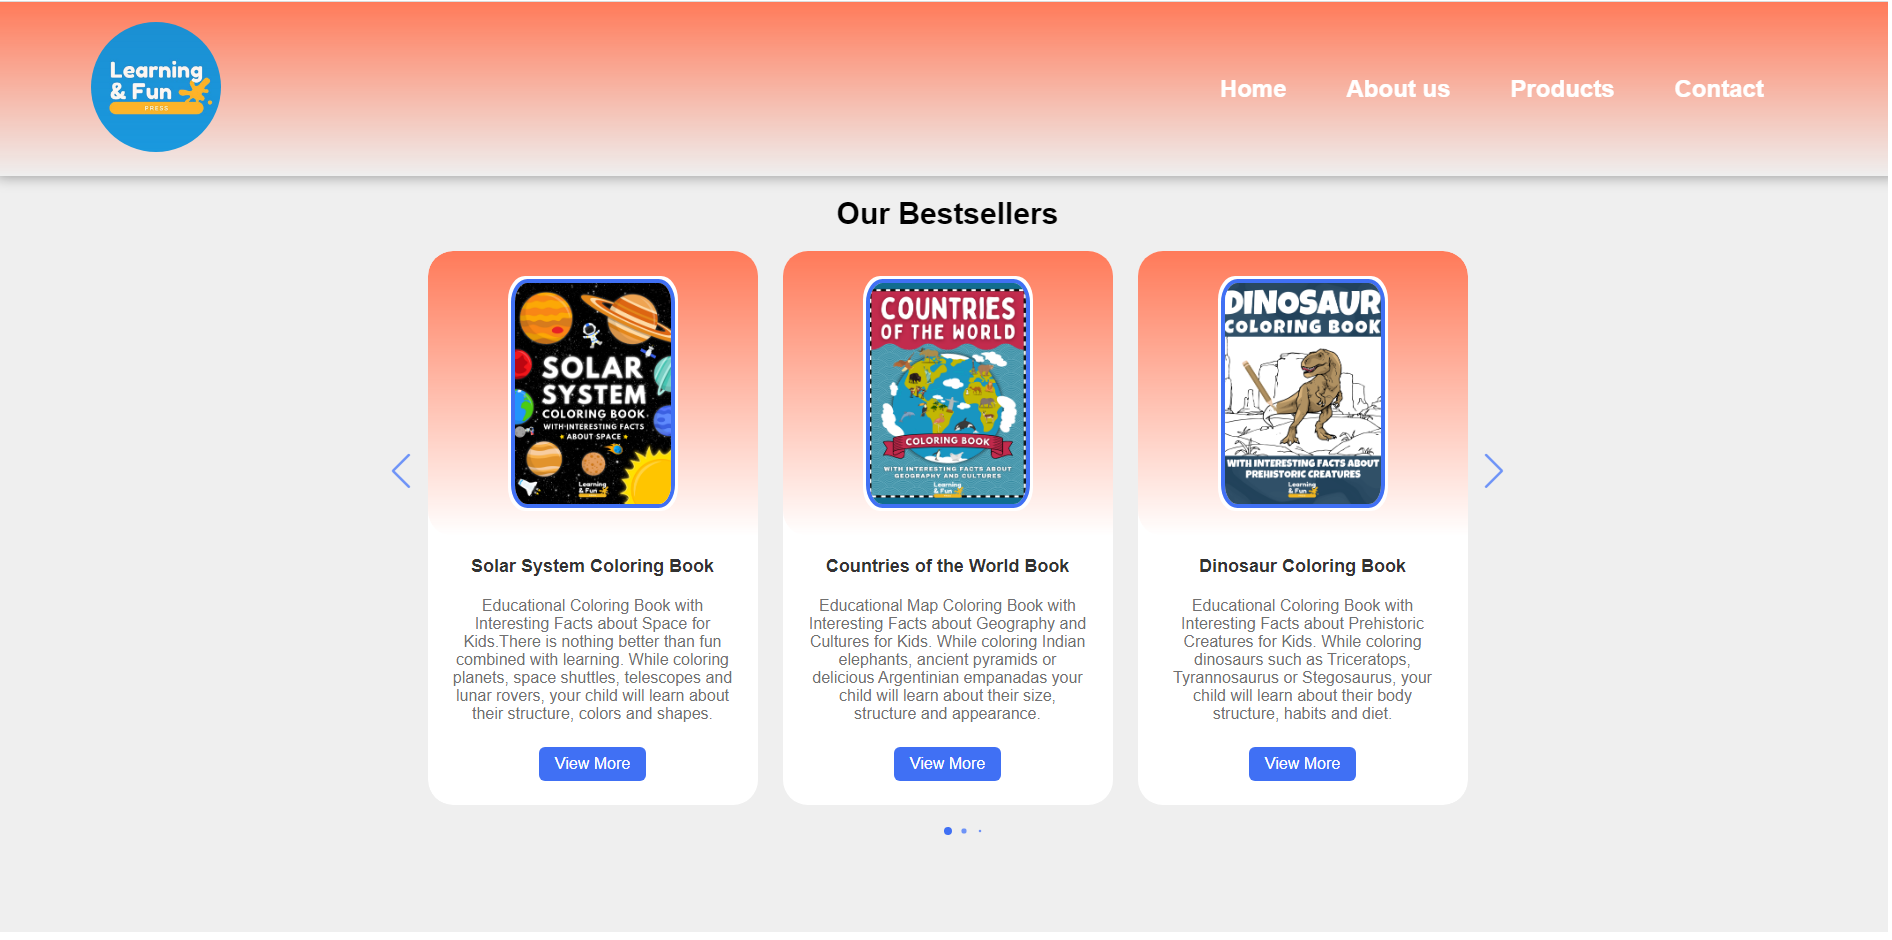 Learning
& Fun
PRESS
Home
About us
Products
Contact
Our Bestsellers
SOLAR
SYSTEM
COLORING BOOK
WITH INTERESTING FACTS
ABOUT SPACE
Learning
& Fun
Solar System Coloring Book
Educational Coloring Book with
Interesting Facts about Space for
Kids.There is nothing better than fun
combined with learning. While coloring
planets, space shuttles, telescopes and
lunar rovers, your child will learn about
their structure, colors and shapes.
View More
COUNTRIES
OF THE WORLD
COLORING BOOK
WITH INTERESTING FACTS ABOUT
GEOGRAPHY AND CULTURES
Learning
& Fun
Countries of the World Book
Educational Map Coloring Book with
Interesting Facts about Geography and
Cultures for Kids. While coloring Indian
elephants, ancient pyramids or
delicious Argentinian empanadas your
child will learn about their size,
structure and appearance.
View More
DINOSAUR
COLORING BOOK
WITH INTERESTING FACTS ABOUT
PREHISTORIC CREATURES
Learning
& Fun
Dinosaur Coloring Book
Educational Coloring Book with
Interesting Facts about Prehistoric
Creatures for Kids. While coloring
dinosaurs such as Triceratops,
Tyrannosaurus or Stegosaurus, your
child will learn about their body
structure, habits and diet.
View More